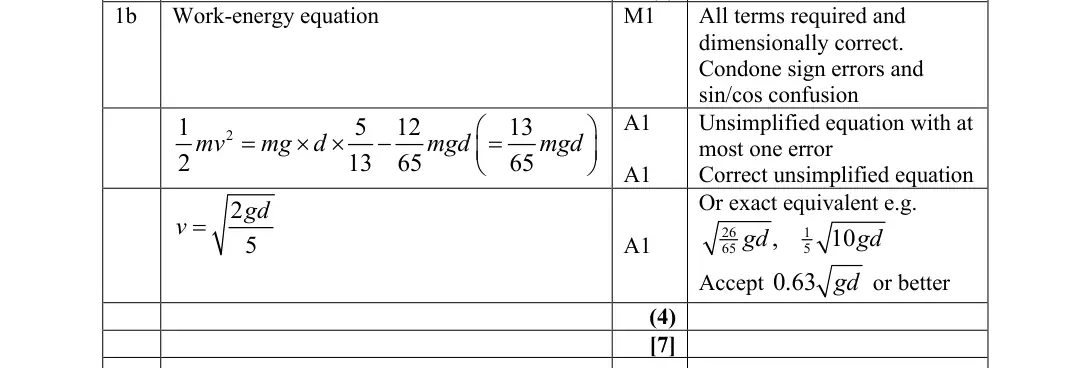 1b Work-energy equation M1 All terms required and
dimensionally correct.
Condone sign errors and
sin/cos confusion
1/2 mv² = mg × d × 5/13 − 12/65 mgd (= 13/65 mgd) A1 Unsimplified equation with at
most one error
A1 Correct unsimplified equation
v = √(2gd/5) A1 Or exact equivalent e.g.
√(26/65 gd), 1/5 √(10gd)
Accept 0.63√(gd) or better
(4)
[7]